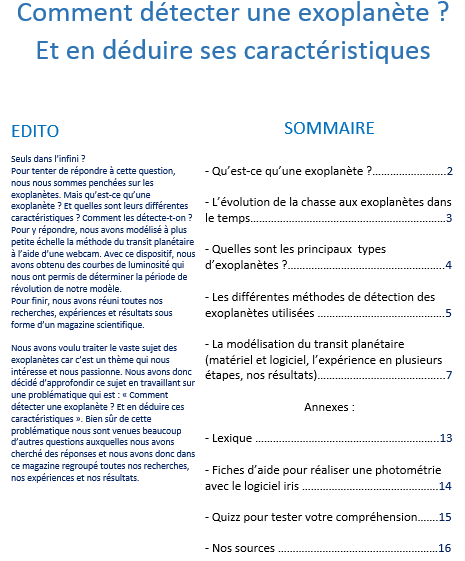 Comment détecter une exoplanète ?
Et en déduire ses caractéristiques
EDITO
Seuls dans l'infini ?
Pour tenter de répondre à cette question,
nous nous sommes penchées sur les
exoplanètes. Mais qu'est-ce qu'une
exoplanète ? Et quelles sont leurs différentes
caractéristiques ? Comment les détecte-t-on ?
Pour y répondre, nous avons modélisé à plus
petite échelle la méthode du transit planétaire
à l'aide d'une webcam. Avec ce dispositif, nous
avons obtenu des courbes de luminosité qui
nous ont permis de déterminer la période de
révolution de notre modèle.
Pour finir, nous avons réuni toutes nos
recherches, expériences et résultats sous
forme d'un magazine scientifique.
Nous avons voulu traiter le vaste sujet des
exoplanètes car c'est un thème qui nous
intéresse et nous passionne. Nous avons donc
décidé d'approfondir ce sujet en travaillant sur
une problématique qui est : « Comment
détecter une exoplanète ? Et en déduire ces
caractéristiques ». Bien sûr de cette
problématique nous sont venues beaucoup
d'autres questions auxquelles nous avons
cherché des réponses et nous avons donc dans
ce magazine regroupé toutes nos recherches,
nos expériences et nos résultats.
SOMMAIRE
- Qu'est-ce qu'une exoplanète ?.........................2
- L'évolution de la chasse aux exoplanètes dans
le temps.................................................................3
- Quelles sont les principaux types
d'exoplanètes ?.....................................................4
- Les différentes méthodes de détection des
exoplanètes utilisées ...........................................5
- La modélisation du transit planétaire
(matériel et logiciel, l'expérience en plusieurs
étapes, nos résultats)...........................................7
Annexes :
- Lexique ..............................................................13
- Fiches d'aide pour réaliser une photométrie
avec le logiciel iris ..............................................14
- Quizz pour tester votre compréhension.......15
- Nos sources ......................................................16